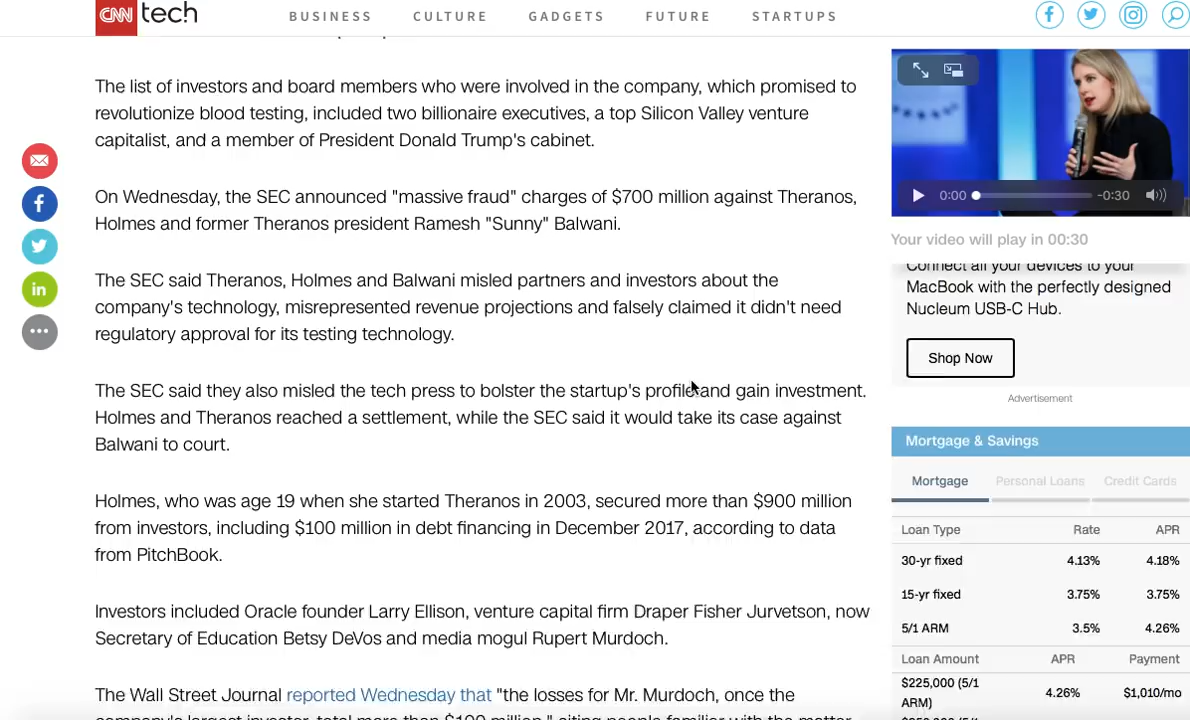 CNN tech
BUSINESS CULTURE GADGETS FUTURE STARTUPS
The list of investors and board members who were involved in the company, which promised to
revolutionize blood testing, included two billionaire executives, a top Silicon Valley venture
capitalist, and a member of President Donald Trump's cabinet.
On Wednesday, the SEC announced "massive fraud" charges of $700 million against Theranos,
Holmes and former Theranos president Ramesh "Sunny" Balwani.
The SEC said Theranos, Holmes and Balwani misled partners and investors about the
company's technology, misrepresented revenue projections and falsely claimed it didn't need
regulatory approval for its testing technology.
The SEC said they also misled the tech press to bolster the startup's profile and gain investment.
Holmes and Theranos reached a settlement, while the SEC said it would take its case against
Balwani to court.
Holmes, who was age 19 when she started Theranos in 2003, secured more than $900 million
from investors, including $100 million in debt financing in December 2017, according to data
from PitchBook.
Investors included Oracle founder Larry Ellison, venture capital firm Draper Fisher Jurvetson, now
Secretary of Education Betsy DeVos and media mogul Rupert Murdoch.
The Wall Street Journal reported Wednesday that "the losses for Mr. Murdoch, once the
company's largest investor, total more than $100 million," citing people familiar with the matter
0:00 -0:30
Your video will play in 00:30
Connect all your devices to your
MacBook with the perfectly designed
Nucleum USB-C Hub.
Shop Now
Advertisement
Mortgage & Savings
Mortgage Personal Loans Credit Cards
Loan Type Rate APR
30-yr fixed 4.13% 4.18%
15-yr fixed 3.75% 3.75%
5/1 ARM 3.5% 4.26%
Loan Amount APR Payment
$225,000 (5/1
ARM) 4.26% $1,010/mo